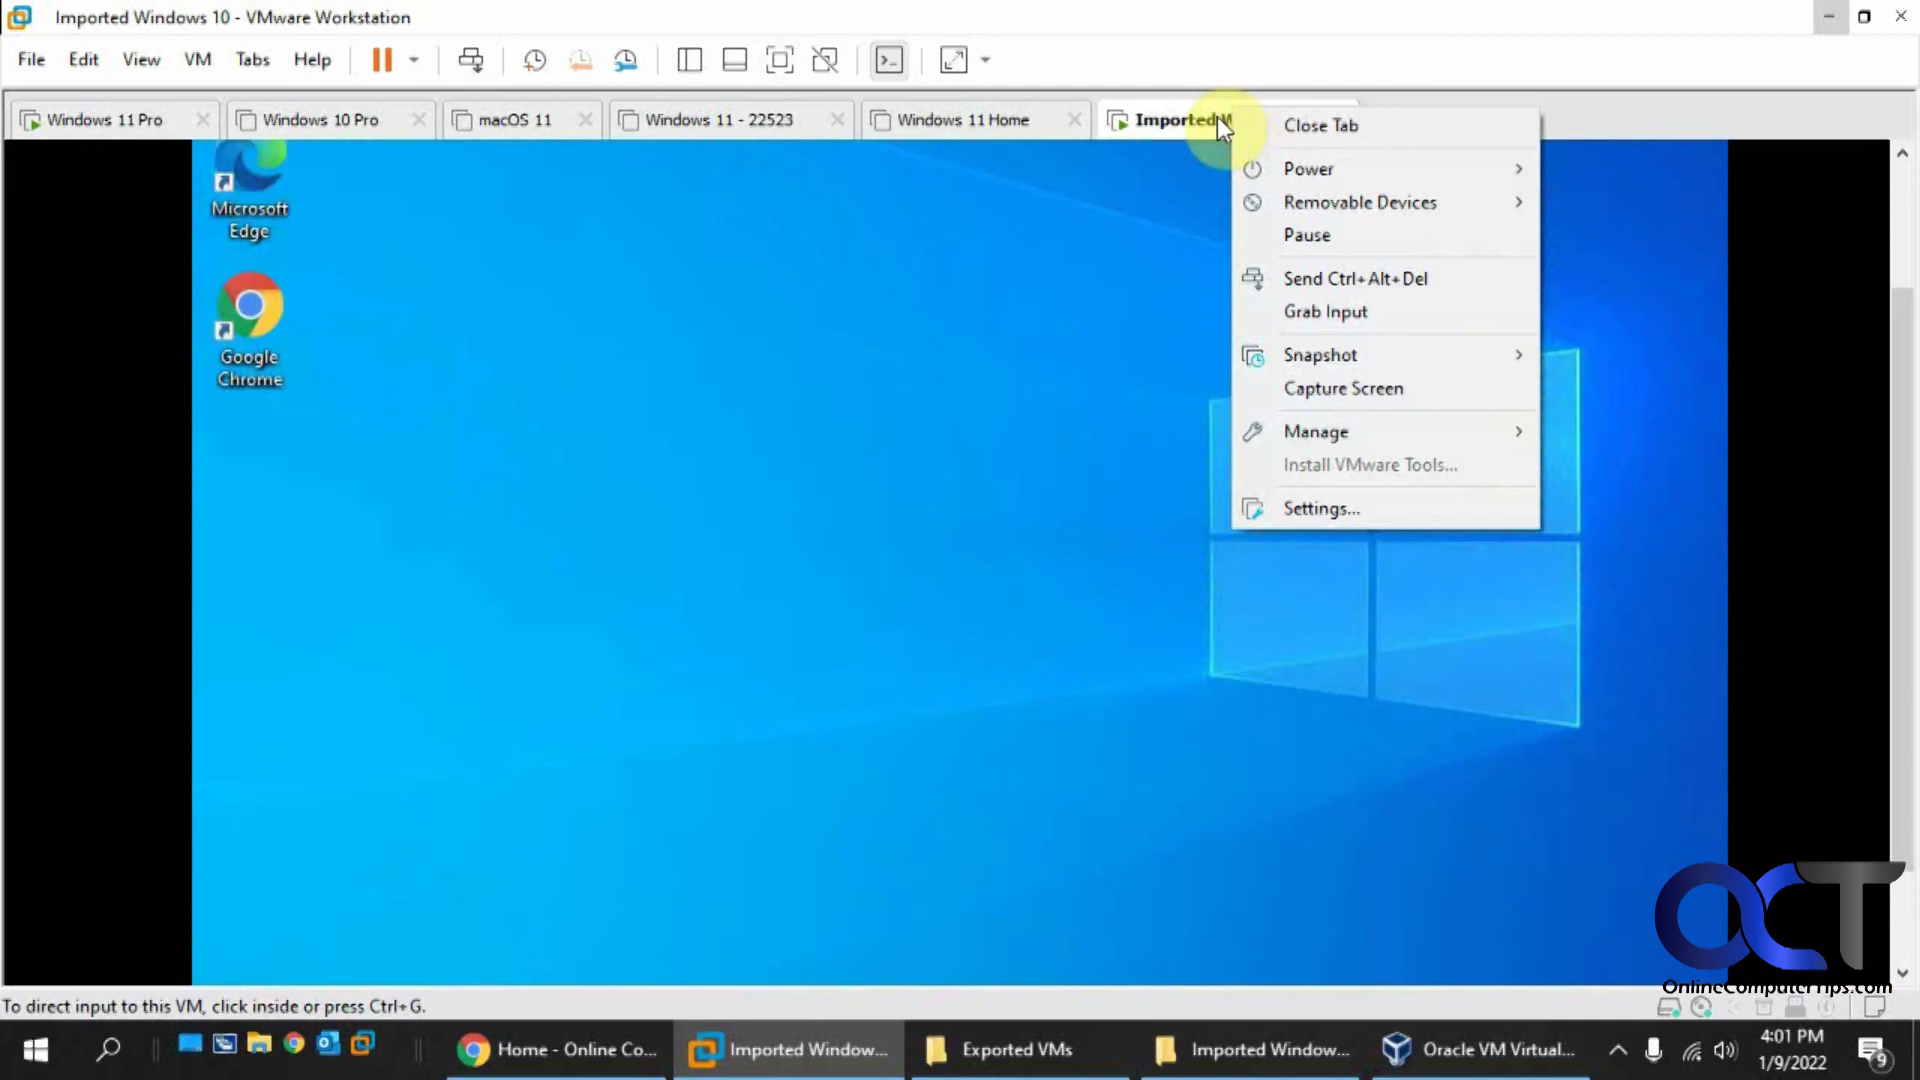 Imported Windows 10 - VMware Workstation
File Edit View VM Tabs Help
Windows 11 Pro Windows 10 Pro macOS 11 Windows 11 - 22523 Windows 11 Home Imported W
Close Tab
Power
Removable Devices
Pause
Send Ctrl+Alt+Del
Grab Input
Snapshot
Capture Screen
Manage
Install VMware Tools...
Settings...
Microsoft
Edge
Google
Chrome
OCT
OnlineComputerTips.com
To direct input to this VM, click inside or press Ctrl+G.
Home - Online Co... Imported Window... Exported VMs Imported Window... Oracle VM Virtual...
4:01 PM
1/9/2022
9